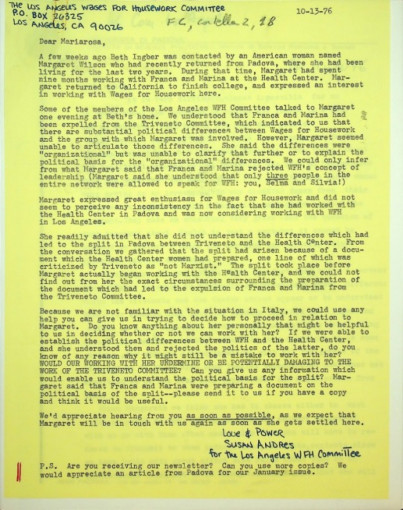 THE LOS ANGELES WAGES FOR HOUSEWORK COMMITTEE
P.O. BOX 26325
LOS ANGELES, CA 90026
10-13-76
Dear Mariarosa,
A few weeks ago Beth Ingber was contacted by an American woman named
Margaret Wilson who had recently returned from Padova, where she had been
living for the last two years. During that time, Margaret had spent
nine months working with Franca and Marina at the Health Center. Mar-
garet returned to California to finish college, and expressed an interest
in working with Wages for Housework here.
Some of the members of the Los Angeles WFH Committee talked to Margaret
one evening at Beth's home. We understood that Franca and Marina had
been expelled from the Triveneto Committee, which indicated to us that
there are substantial political differences between Wages for Housework
and the group with which Margaret was involved. However, Margaret seemed
unable to articulate those differences. She said the differences were
"organizational" but was unable to clarify that further or to explain the
political basis for the "organizational" differences. We could only infer
from what Margaret said that Franca and Marina rejected WFH's concept of
leadership (Margaret said she understood that only three people in the
entire network were allowed to speak for WFH: you, Selma and Silvia!)
Margaret expressed great enthusiasm for Wages for Housework and did not
seem to perceive any inconsistency in the fact that she had worked with
the Health Center in Padova and was now considering working with WFH
in Los Angeles.
She readily admitted that she did not understand the differences which had
led to the split in Padova between Triveneto and the Health Center. From
the conversation we gathered that the split had arisen because of a docu-
ment which the Health Center women had prepared, one line of which was
criticized by Triveneto as "not Marxist." The split took place before
Margaret actually began working with the Health Center, and we could not
find out from her the exact circumstances surrounding the preparation of
the document which had led to the expulsion of Franca and Marina from
the Triveneto Committee.
Because we are not familiar with the situation in Italy, we could use any
help you can give us in trying to decide how to proceed in relation to
Margaret. Do you know anything about her personally that might be helpful
to us in deciding whether or not we can work with her? If we were able to
establish the political differences between WFH and the Health Center,
and she understood then and rejected the politics of the latter, do you
know of any reason why it might still be a mistake to work with her?
WOULD OUR WORKING WITH HER UNDERMINE OR BE POTENTIALLY DAMAGING TO THE
WORK OF THE TRIVENETO COMMITTEE? Can you give us any information which
would enable us to understand the political basis for the split? Mar-
garet said that Franca and Marina were preparing a document on the
political basis of the split--please send it to us if you have a copy
and think it would be useful.
We'd appreciate hearing from you as soon as possible, as we expect that
Margaret will be in touch with us again as soon as she gets settled here.
Love & Power
SUSAN ANDRES
for the Los Angeles WFH Committee
P.S. Are you receiving our newsletter? Can you use more copies? We
would appreciate an article from Padova for our January issue.